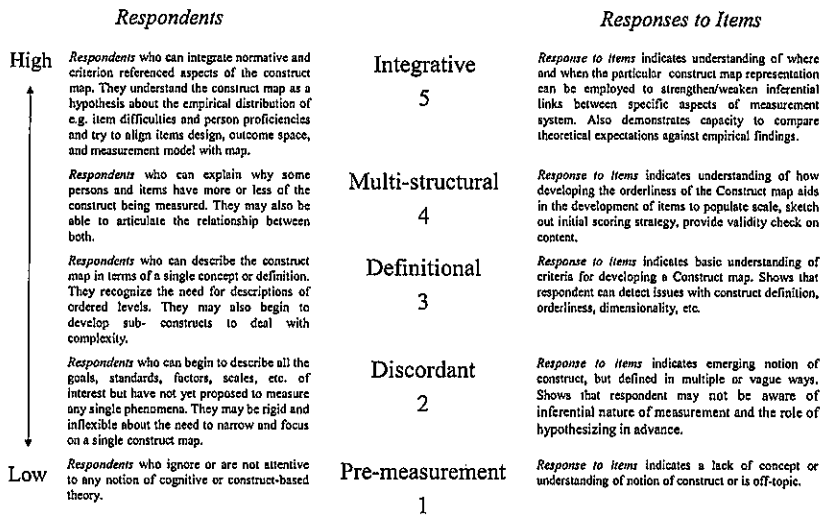 Respondents
Responses to Items
High
Respondents who can integrate normative and
criterion referenced aspects of the construct
map. They understand the construct map as a
hypothesis about the empirical distribution of
e.g. item difficulties and person proficiencies
and try to align items design, outcome space,
and measurement model with map.
Integrative
5
Response to Items indicates understanding of where
and when the particular construct map representation
can be employed to strengthen/weaken inferential
links between specific aspects of measurement
system. Also demonstrates capacity to compare
theoretical expectations against empirical findings.
Respondents who can explain why some
persons and items have more or less of the
construct being measured. They may also be
able to articulate the relationship between
both.
Multi-structural
4
Response to Items indicates understanding of how
developing the orderliness of the Construct map aids
in the development of items to populate scale, sketch
out initial scoring strategy, provide validity check on
content.
Respondents who can describe the construct
map in terms of a single concept or definition.
They recognize the need for descriptions of
ordered levels. They may also begin to
develop sub- constructs to deal with
complexity.
Definitional
3
Response to Items indicates basic understanding of
criteria for developing a Construct map. Shows that
respondent can detect issues with construct definition,
orderliness, dimensionality, etc.
Respondents who can begin to describe all the
goals, standards, factors, scales, etc. of
interest but have not yet proposed to measure
any single phenomena. They may be rigid and
inflexible about the need to narrow and focus
on a single construct map.
Discordant
2
Response to Items indicates emerging notion of
construct, but defined in multiple or vague ways.
Shows that respondent may not be aware of
inferential nature of measurement and the role of
hypothesizing in advance.
Low
Respondents who ignore or are not attentive
to any notion of cognitive or construct-based
theory.
Pre-measurement
1
Response to Items indicates a lack of concept or
understanding of notion of construct or is off-topic.